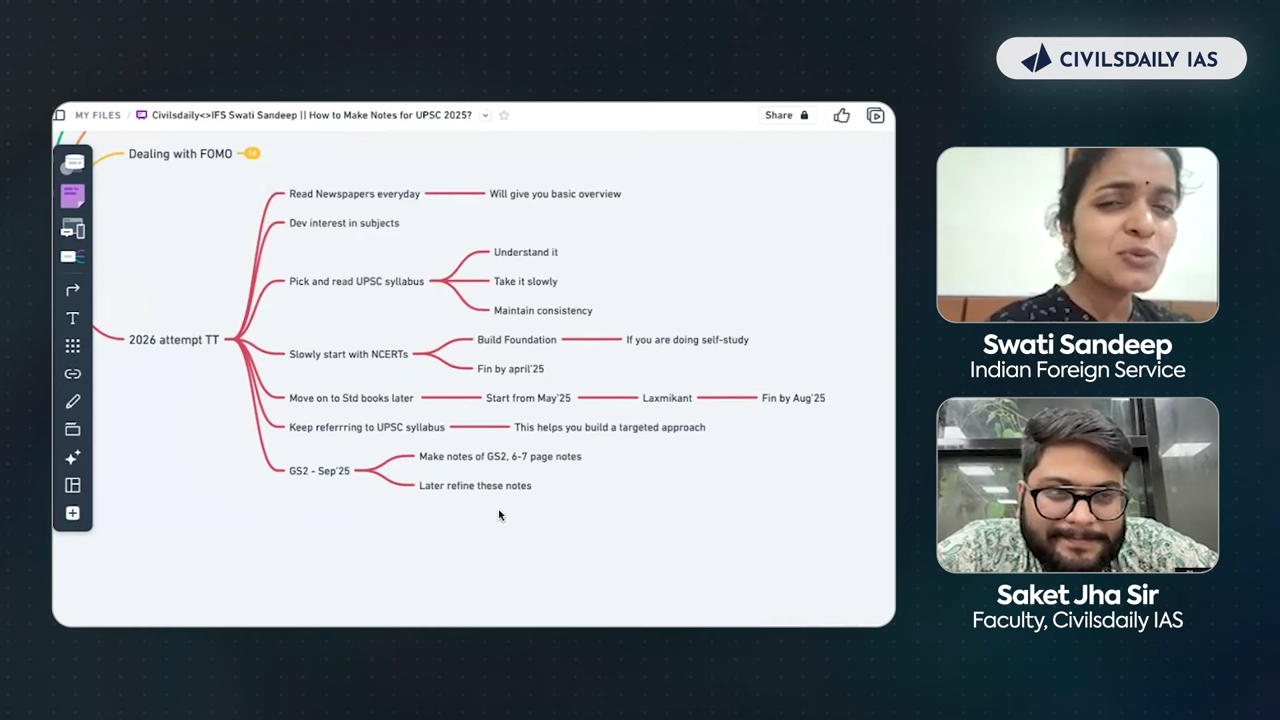 CIVILSDAILY IAS
MY FILES / Civilsdaily<>IFS Swati Sandeep || How to Make Notes for UPSC 2025?
Share
Dealing with FOMO
2026 attempt TT
Read Newspapers everyday
Will give you basic overview
Dev interest in subjects
Pick and read UPSC syllabus
Understand it
Take it slowly
Maintain consistency
Slowly start with NCERTs
Build Foundation
If you are doing self-study
Fin by april'25
Move on to Std books later
Start from May'25
Laxmikant
Fin by Aug'25
Keep referrring to UPSC syllabus
This helps you build a targeted approach
GS2 - Sep'25
Make notes of GS2, 6-7 page notes
Later refine these notes
Swati Sandeep
Indian Foreign Service
Saket Jha Sir
Faculty, Civilsdaily IAS